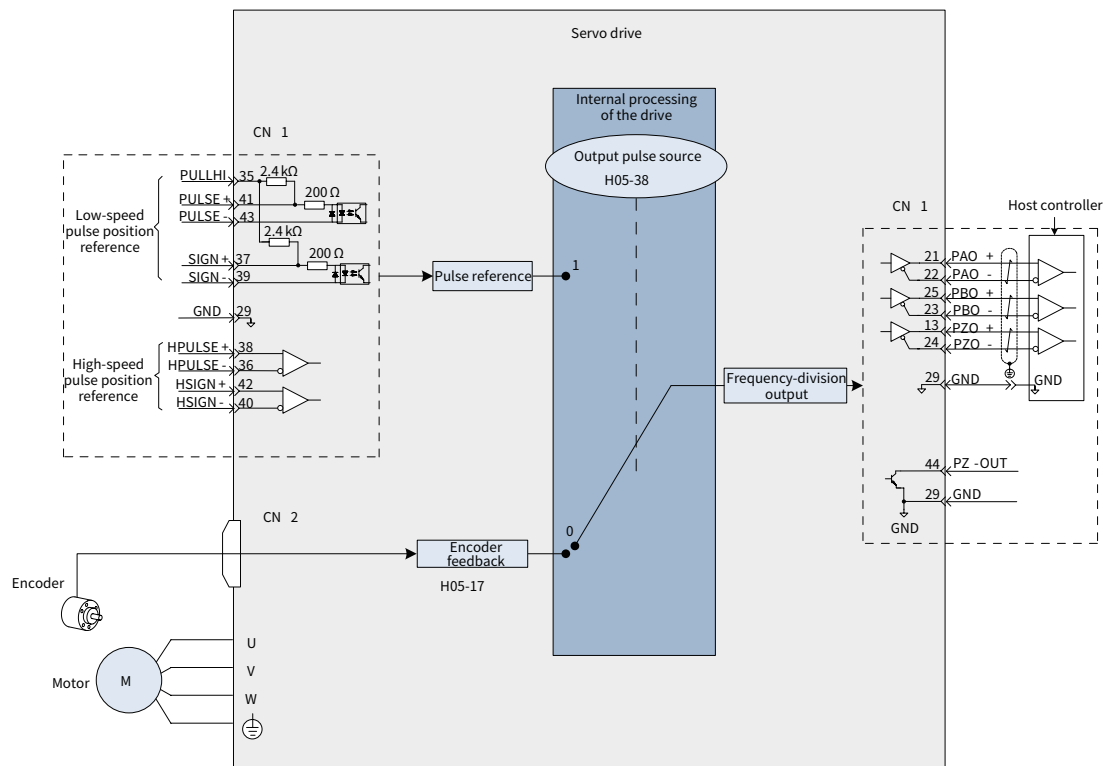 Servo drive
Internal processing
of the drive
Output pulse source
H05-38
CN 1
PULLHI 35 2.4 kΩ
PULSE + 41 200 Ω
PULSE - 43
2.4 kΩ
SIGN + 37 200 Ω
SIGN - 39
Low-speed
pulse position
reference
GND 29
HPULSE + 38
HPULSE - 36
HSIGN + 42
HSIGN - 40
High-speed
pulse position
reference
Pulse reference
1
CN 1
Host controller
21 PAO +
22 PAO -
25 PBO +
23 PBO -
13 PZO +
24 PZO -
29 GND GND
Frequency-division
output
44 PZ -OUT
29 GND
GND
CN 2
0
Encoder
feedback
H05-17
Encoder
Motor
M
U
V
W